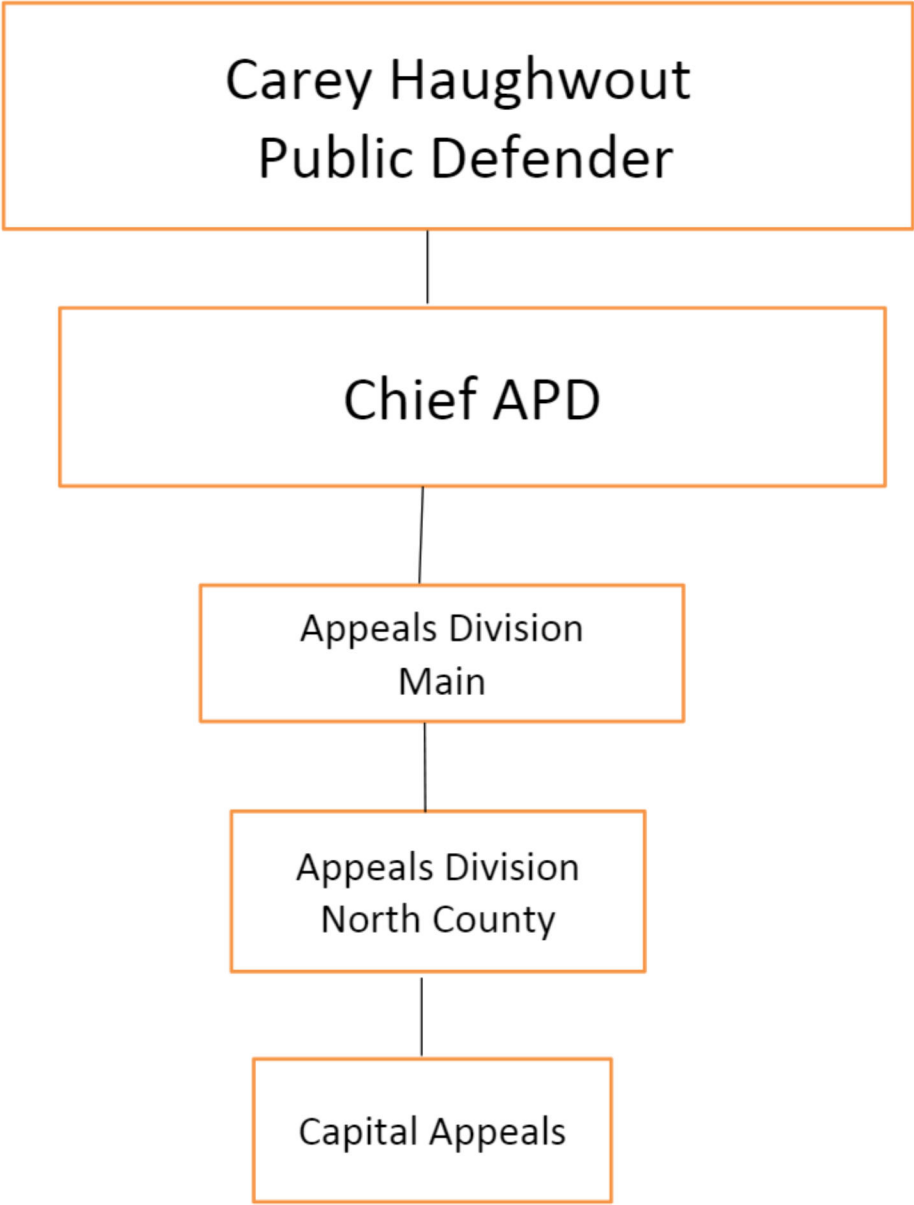 Carey Haughwout
Public Defender
Chief APD
Appeals Division
Main
Appeals Division
North County
Capital Appeals